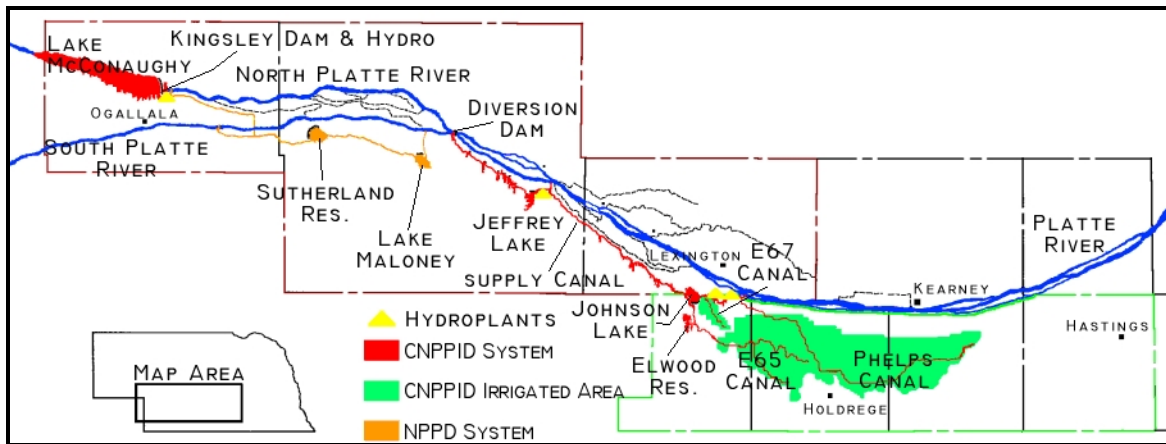 Lake
McConaughy
Kingsley Dam & Hydro
North Platte River
Ogallala
Diversion
Dam
South Platte
River
Sutherland
Res.
Lake
Maloney
Jeffrey
Lake
Supply Canal
Lexington
E67
Canal
Platte
River
Kearney
Johnson
Lake
Hastings
Elwood
Res.
E65
Canal
Phelps
Canal
Holdrege
Map Area
Hydroplants
CNPPID System
CNPPID Irrigated Area
NPPD System